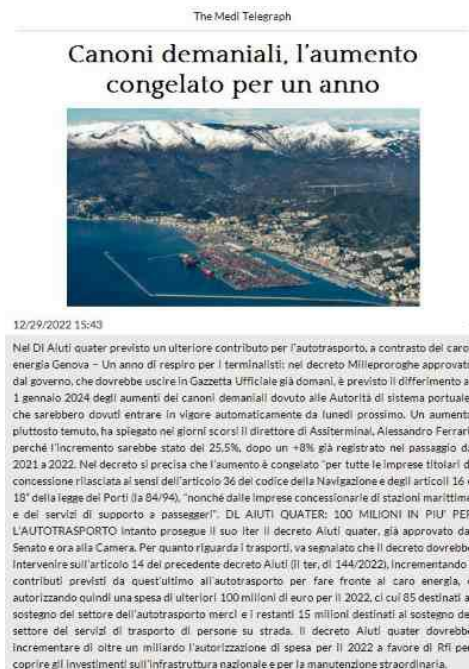 The Medi Telegraph
Canoni demaniali, l'aumento
congelato per un anno
12/29/2022 15:43
Nel Dl Aiuti quater previsto un ulteriore contributo per l'autotrasporto, a contrasto del caro
energia Genova – Un anno di respiro per i terminalisti: nel decreto Milleproroghe approvato
dal governo, che dovrebbe uscire in Gazzetta Ufficiale già domani, è previsto il differimento al
1 gennaio 2024 degli aumenti dei canoni demaniali dovuto alle Autorità di sistema portuale,
che sarebbero dovuti entrare in vigore automaticamente da lunedì prossimo. Un aumento
piuttosto temuto, ha spiegato nei giorni scorsi il direttore di Assiterminal, Alessandro Ferrari,
perché l'incremento sarebbe stato del 25,5%, dopo un +8% già registrato nel passaggio da
2021 a 2022. Nel decreto si precisa che l'aumento è congelato "per tutte le imprese titolari di
concessione rilasciata ai sensi dell'articolo 36 del codice della Navigazione e degli articoli 16 e
18" della legge dei Porti (la 84/94), "nonché dalle imprese concessionarie di stazioni marittime
e dei servizi di supporto a passeggeri". DL AIUTI QUATER: 100 MILIONI IN PIU' PER
L'AUTOTRASPORTO Intanto prosegue il suo iter il decreto Aiuti quater, già approvato dal
Senato e ora alla Camera. Per quanto riguarda i trasporti, va segnalato che il decreto dovrebbe
intervenire sull'articolo 14 del precedente decreto Aiuti (il ter, dl 144/2022), incrementando i
contributi previsti da quest'ultimo all'autotrasporto per fare fronte al caro energia, e
autorizzando quindi una spesa di ulteriori 100 milioni di euro per il 2022, ci cui 85 destinati al
sostegno del settore dell'autotrasporto merci e i restanti 15 milioni destinati al sostegno del
settore dei servizi di trasporto di persone su strada. Il decreto Aiuti quater dovrebbe
incrementare di oltre un miliardo l'autorizzazione di spesa per il 2022 a favore di Rfi per
coprire gli investimenti sull'infrastruttura nazionale e per la manutenzione straordinaria.